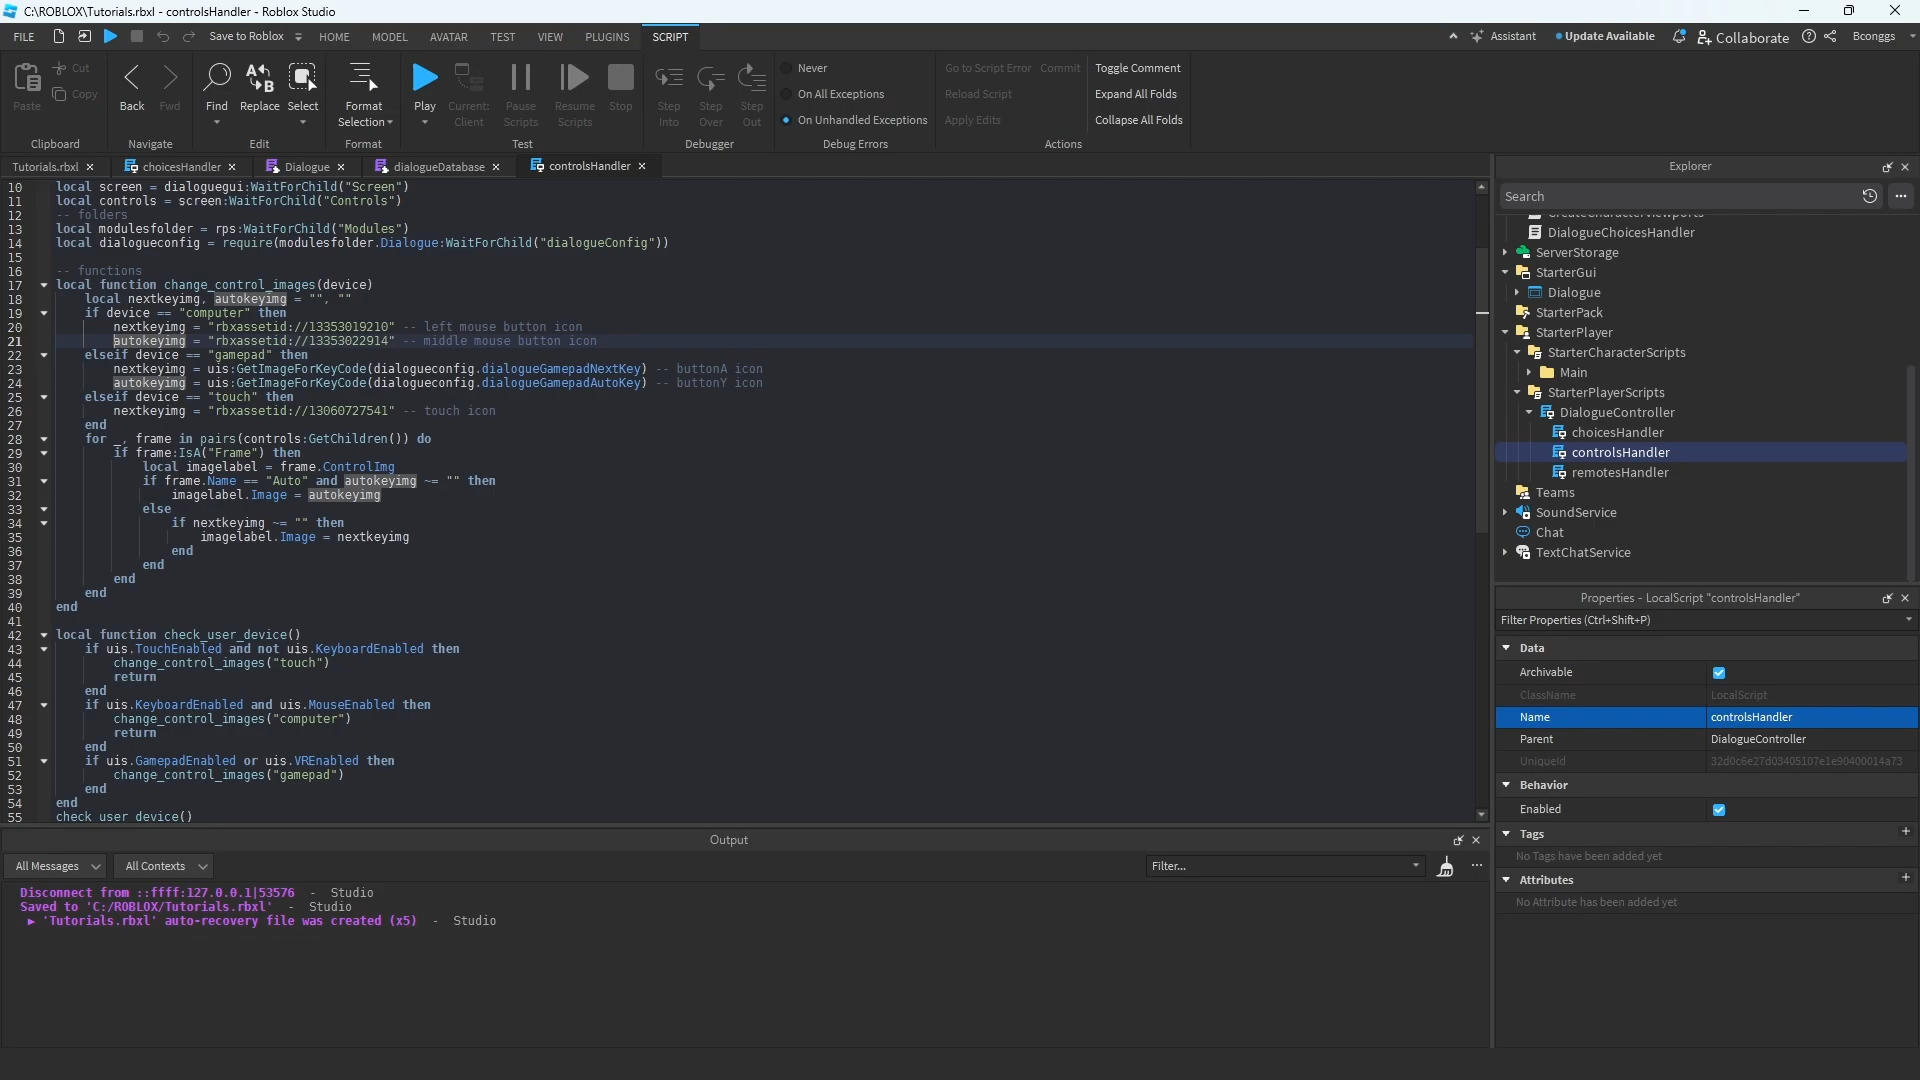 C:\ROBLOX\Tutorials.rbxl - controlsHandler - Roblox Studio
FILE Save to Roblox HOME MODEL AVATAR TEST VIEW PLUGINS SCRIPT Assistant Update Available Collaborate Bconggs
Paste Cut Copy
Clipboard
Back Fwd
Navigate
Find Replace Select
Edit
Format Selection
Format
Play Current: Client Pause Scripts Resume Scripts Stop
Test
Step Into Step Over Step Out
Debugger
Never
On All Exceptions
On Unhandled Exceptions
Debug Errors
Go to Script Error Commit
Reload Script
Apply Edits
Toggle Comment
Expand All Folds
Collapse All Folds
Actions
Tutorials.rbxl choicesHandler Dialogue dialogueDatabase controlsHandler
10 local screen = dialoguegui:WaitForChild("Screen")
11 local controls = screen:WaitForChild("Controls")
12 -- folders
13 local modulesfolder = rps:WaitForChild("Modules")
14 local dialogueconfig = require(modulesfolder.Dialogue:WaitForChild("dialogueConfig"))
15
16 -- functions
17 local function change_control_images(device)
18 local nextkeyimg, autokeyimg = "", ""
19 if device == "computer" then
20 nextkeyimg = "rbxassetid://13353019210" -- left mouse button icon
21 autokeyimg = "rbxassetid://13353022914" -- middle mouse button icon
22 elseif device == "gamepad" then
23 nextkeyimg = uis:GetImageForKeyCode(dialogueconfig.dialogueGamepadNextKey) -- buttonA icon
24 autokeyimg = uis:GetImageForKeyCode(dialogueconfig.dialogueGamepadAutoKey) -- buttonY icon
25 elseif device == "touch" then
26 nextkeyimg = "rbxassetid://13060727541" -- touch icon
27 end
28 for _, frame in pairs(controls:GetChildren()) do
29 if frame:IsA("Frame") then
30 local imagelabel = frame.ControlImg
31 if frame.Name == "Auto" and autokeyimg ~= "" then
32 imagelabel.Image = autokeyimg
33 else
34 if nextkeyimg ~= "" then
35 imagelabel.Image = nextkeyimg
36 end
37 end
38 end
39 end
40 end
41
42 local function check_user_device()
43 if uis.TouchEnabled and not uis.KeyboardEnabled then
44 change_control_images("touch")
45 return
46 end
47 if uis.KeyboardEnabled and uis.MouseEnabled then
48 change_control_images("computer")
49 return
50 end
51 if uis.GamepadEnabled or uis.VREnabled then
52 change_control_images("gamepad")
53 end
54 end
55 check_user_device()
Output
All Messages All Contexts Filter...
Disconnect from ::ffff:127.0.0.1|53576 - Studio
Saved to 'C:/ROBLOX/Tutorials.rbxl' - Studio
'Tutorials.rbxl' auto-recovery file was created (x5) - Studio
Explorer
Search
CreateCharacterViewports
DialogueChoicesHandler
ServerStorage
StarterGui
Dialogue
StarterPack
StarterPlayer
StarterCharacterScripts
Main
StarterPlayerScripts
DialogueController
choicesHandler
controlsHandler
remotesHandler
Teams
SoundService
Chat
TextChatService
Properties - LocalScript "controlsHandler"
Filter Properties (Ctrl+Shift+P)
Data
Archivable
ClassName LocalScript
Name controlsHandler
Parent DialogueController
UniqueId 32d0c6e27d03405107e1e90400014a73
Behavior
Enabled
Tags
No Tags have been added yet
Attributes
No Attribute has been added yet